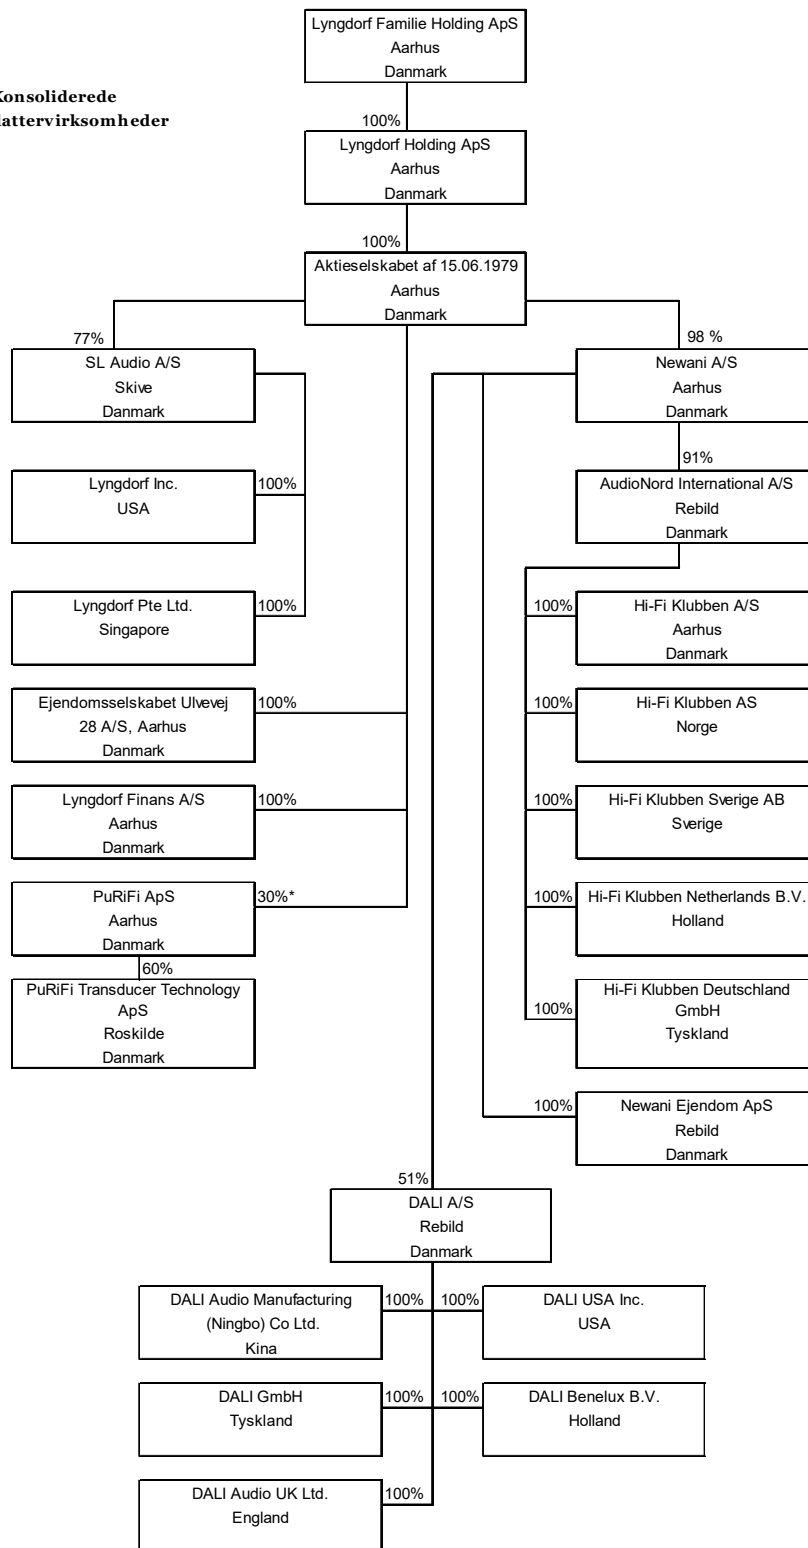 Lyngdorf Familie Holding ApS
Aarhus
Danmark
Konsoliderede
dattervirksomheder
100%
Lyngdorf Holding ApS
Aarhus
Danmark
100%
Aktieselskabet af 15.06.1979
Aarhus
Danmark
77%
SL Audio A/S
Skive
Danmark
98 %
Newani A/S
Aarhus
Danmark
Lyngdorf Inc.
USA
100%
91%
AudioNord International A/S
Rebild
Danmark
Lyngdorf Pte Ltd.
Singapore
100%
100%
Hi-Fi Klubben A/S
Aarhus
Danmark
Ejendomsselskabet Ulvevej
28 A/S, Aarhus
Danmark
100%
100%
Hi-Fi Klubben AS
Norge
Lyngdorf Finans A/S
Aarhus
Danmark
100%
100%
Hi-Fi Klubben Sverige AB
Sverige
PuRiFi ApS
Aarhus
Danmark
30%*
100%
Hi-Fi Klubben Netherlands B.V.
Holland
60%
PuRiFi Transducer Technology
ApS
Roskilde
Danmark
100%
Hi-Fi Klubben Deutschland
GmbH
Tyskland
100%
Newani Ejendom ApS
Rebild
Danmark
51%
DALI A/S
Rebild
Danmark
DALI Audio Manufacturing
(Ningbo) Co Ltd.
Kina
100%
100%
DALI USA Inc.
USA
DALI GmbH
Tyskland
100%
100%
DALI Benelux B.V.
Holland
DALI Audio UK Ltd.
England
100%